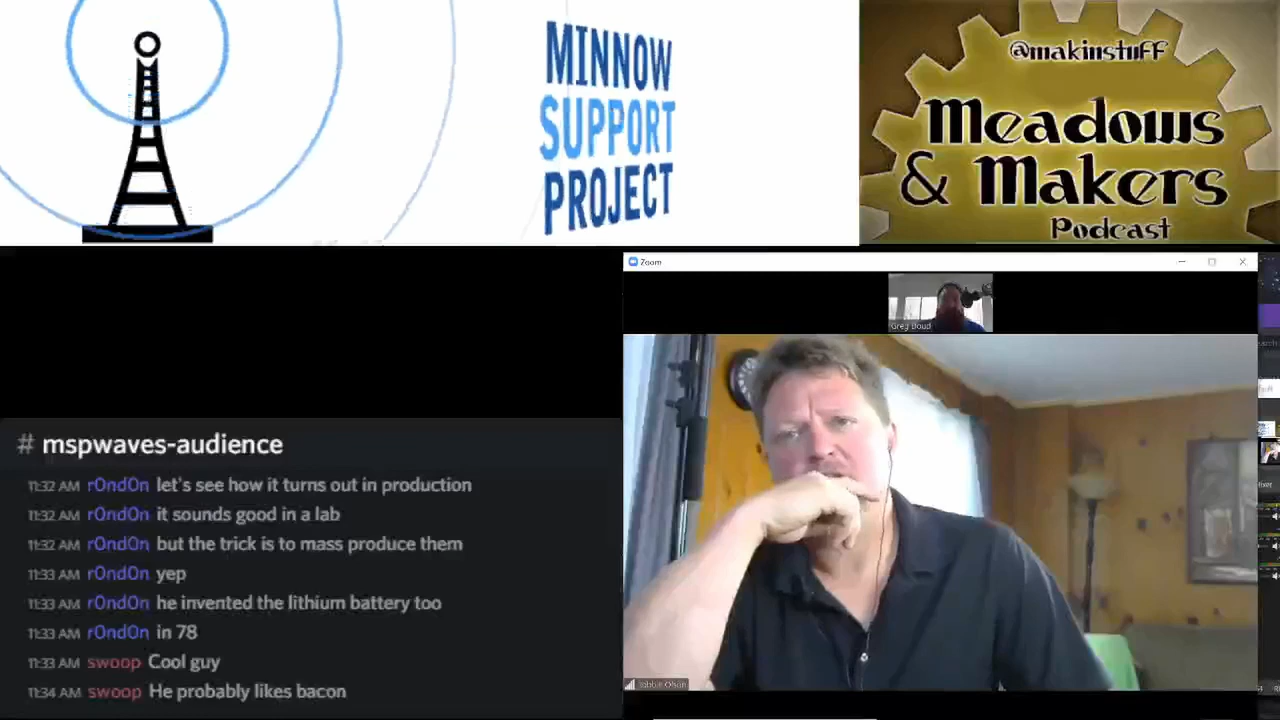 MINNOW
SUPPORT
PROJECT
@makinstuff
Meadows
& Makers
Podcast
Zoom
Greg Doud
# mspwaves-audience
11:32 AM r0nd0n let's see how it turns out in production
11:32 AM r0nd0n it sounds good in a lab
11:32 AM r0nd0n but the trick is to mass produce them
11:33 AM r0nd0n yep
11:33 AM r0nd0n he invented the lithium battery too
11:33 AM r0nd0n in 78
11:33 AM swoop Cool guy
11:34 AM swoop He probably likes bacon
Olson